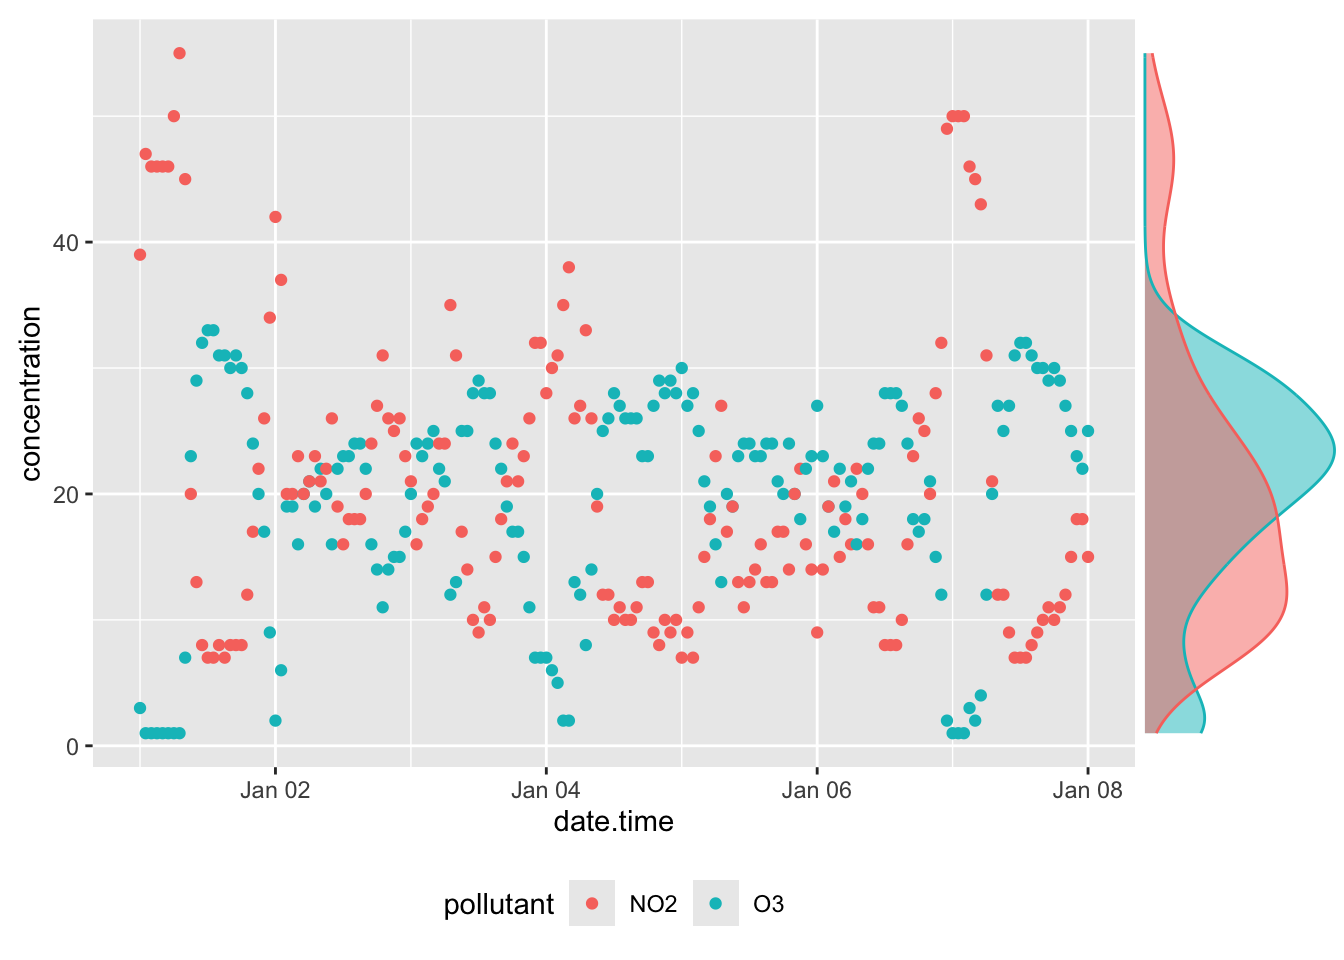 concentration
40
20
0
Jan 02
Jan 04
Jan 06
Jan 08
date.time
pollutant NO2 O3